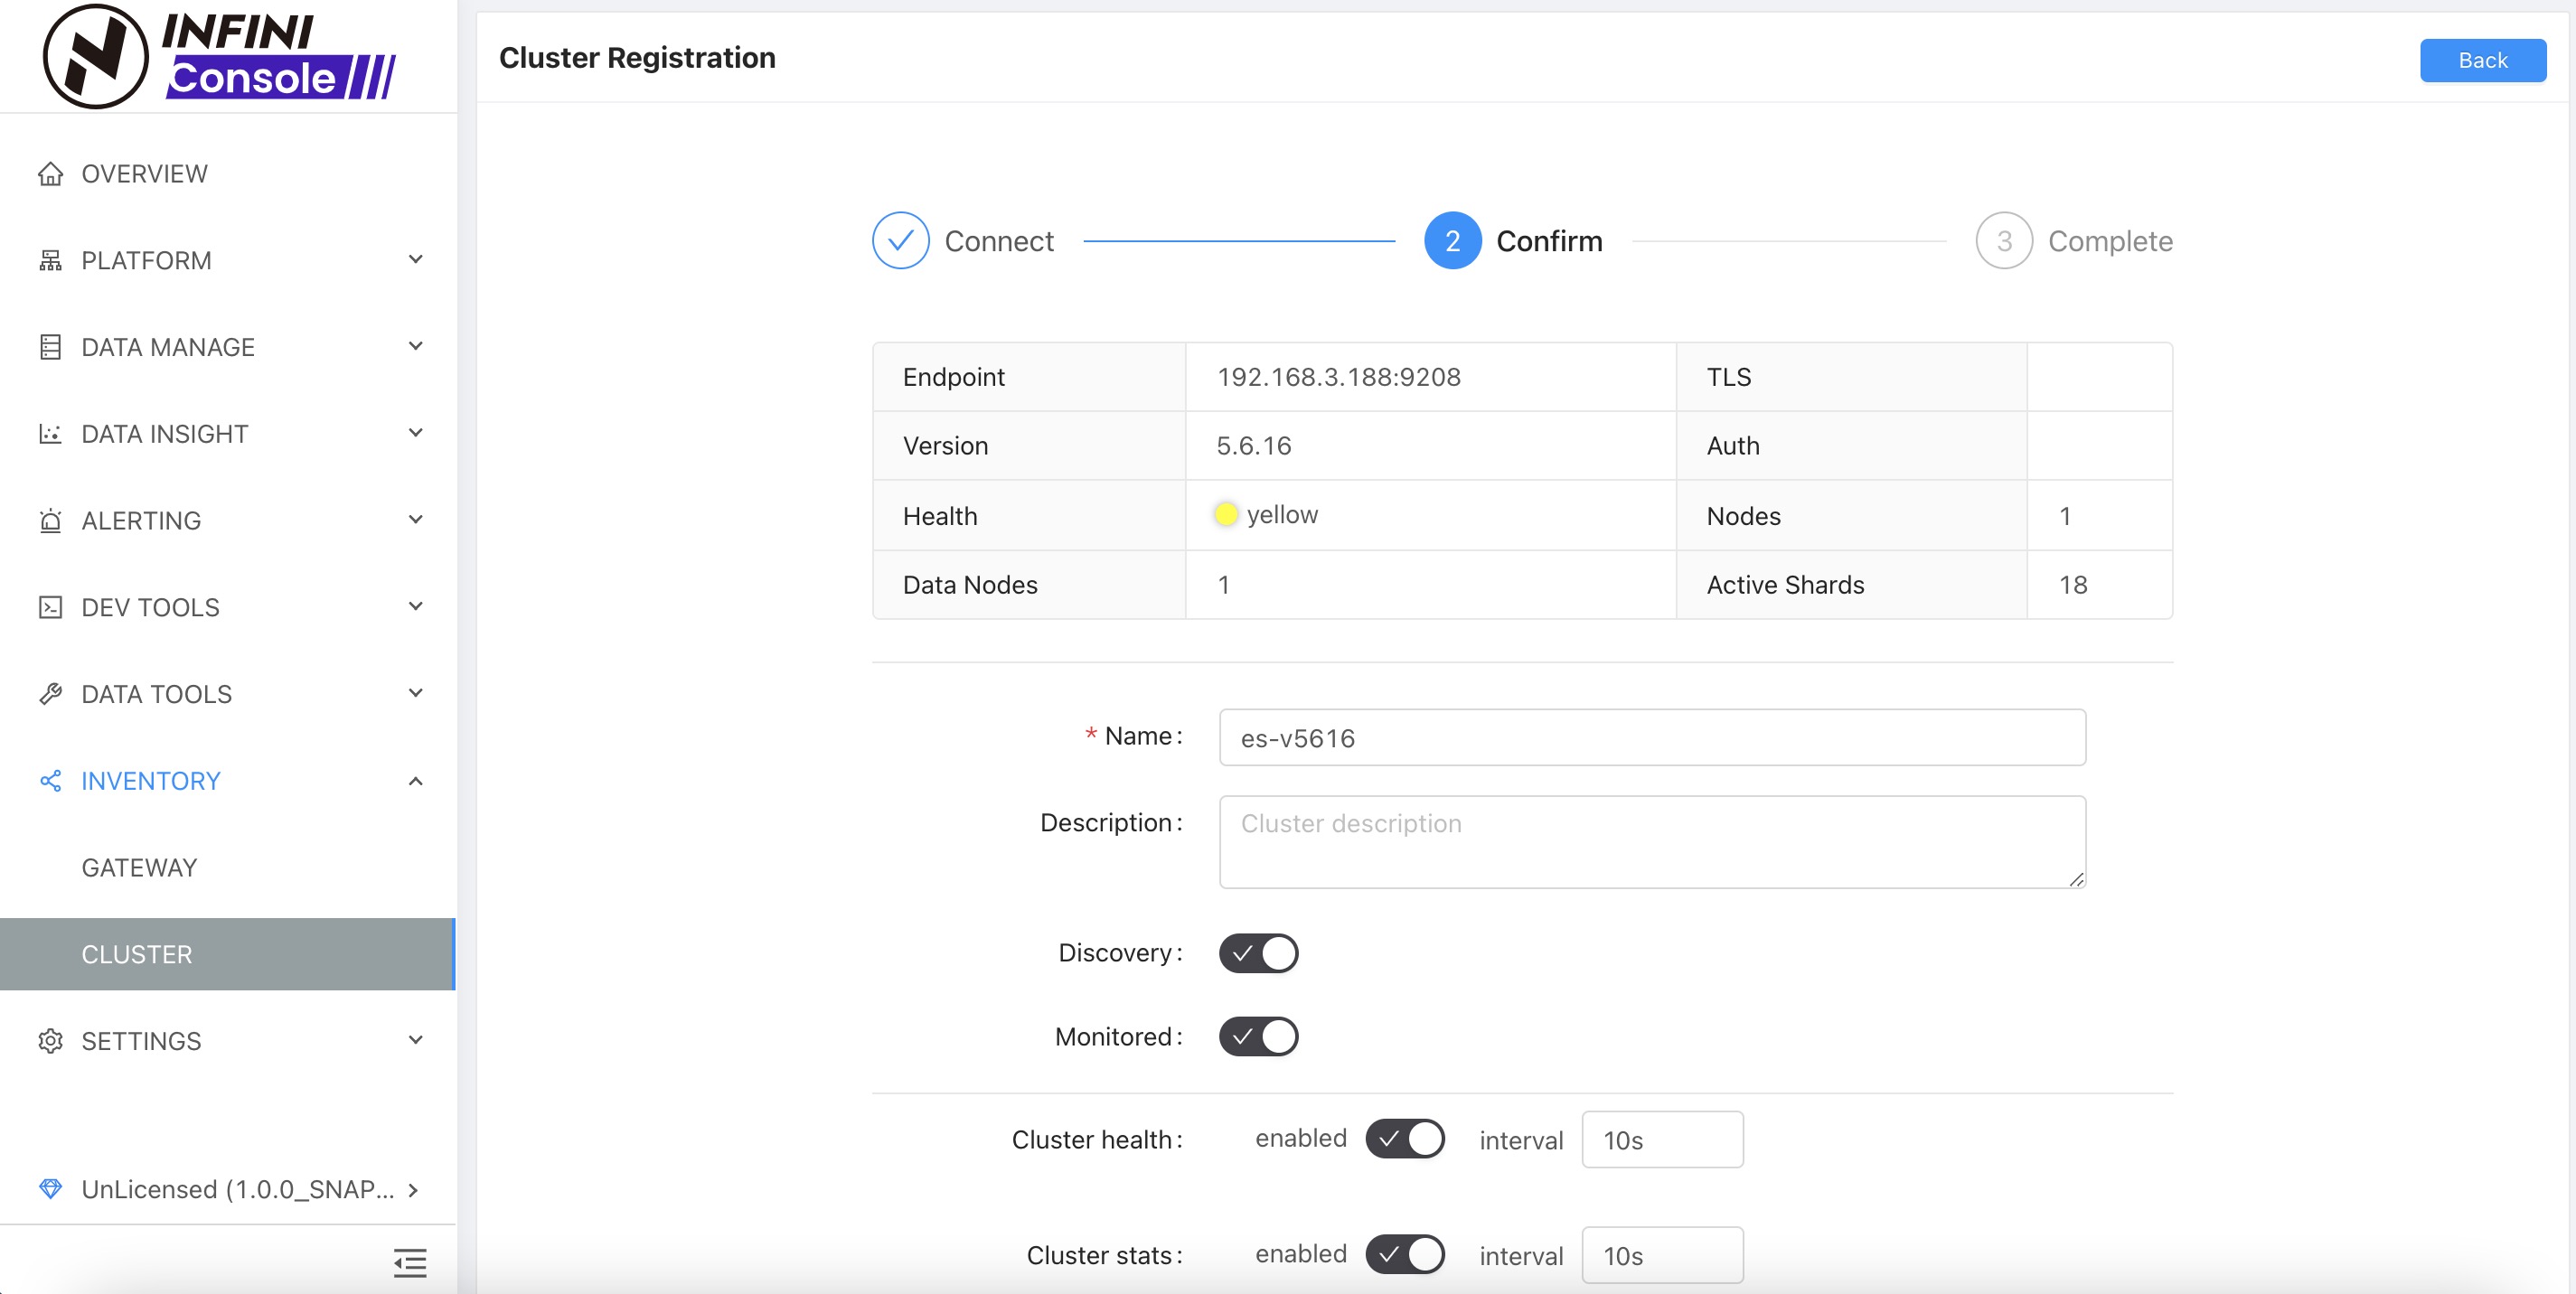 INFINI
Console
OVERVIEW
PLATFORM
DATA MANAGE
DATA INSIGHT
ALERTING
DEV TOOLS
DATA TOOLS
INVENTORY
GATEWAY
CLUSTER
SETTINGS
UnLicensed (1.0.0_SNAP...
Cluster Registration
Back
Connect
2 Confirm
3 Complete
Endpoint 192.168.3.188:9208 TLS
Version 5.6.16 Auth
Health yellow Nodes 1
Data Nodes 1 Active Shards 18
* Name: es-v5616
Description: Cluster description
Discovery:
Monitored:
Cluster health: enabled interval 10s
Cluster stats: enabled interval 10s